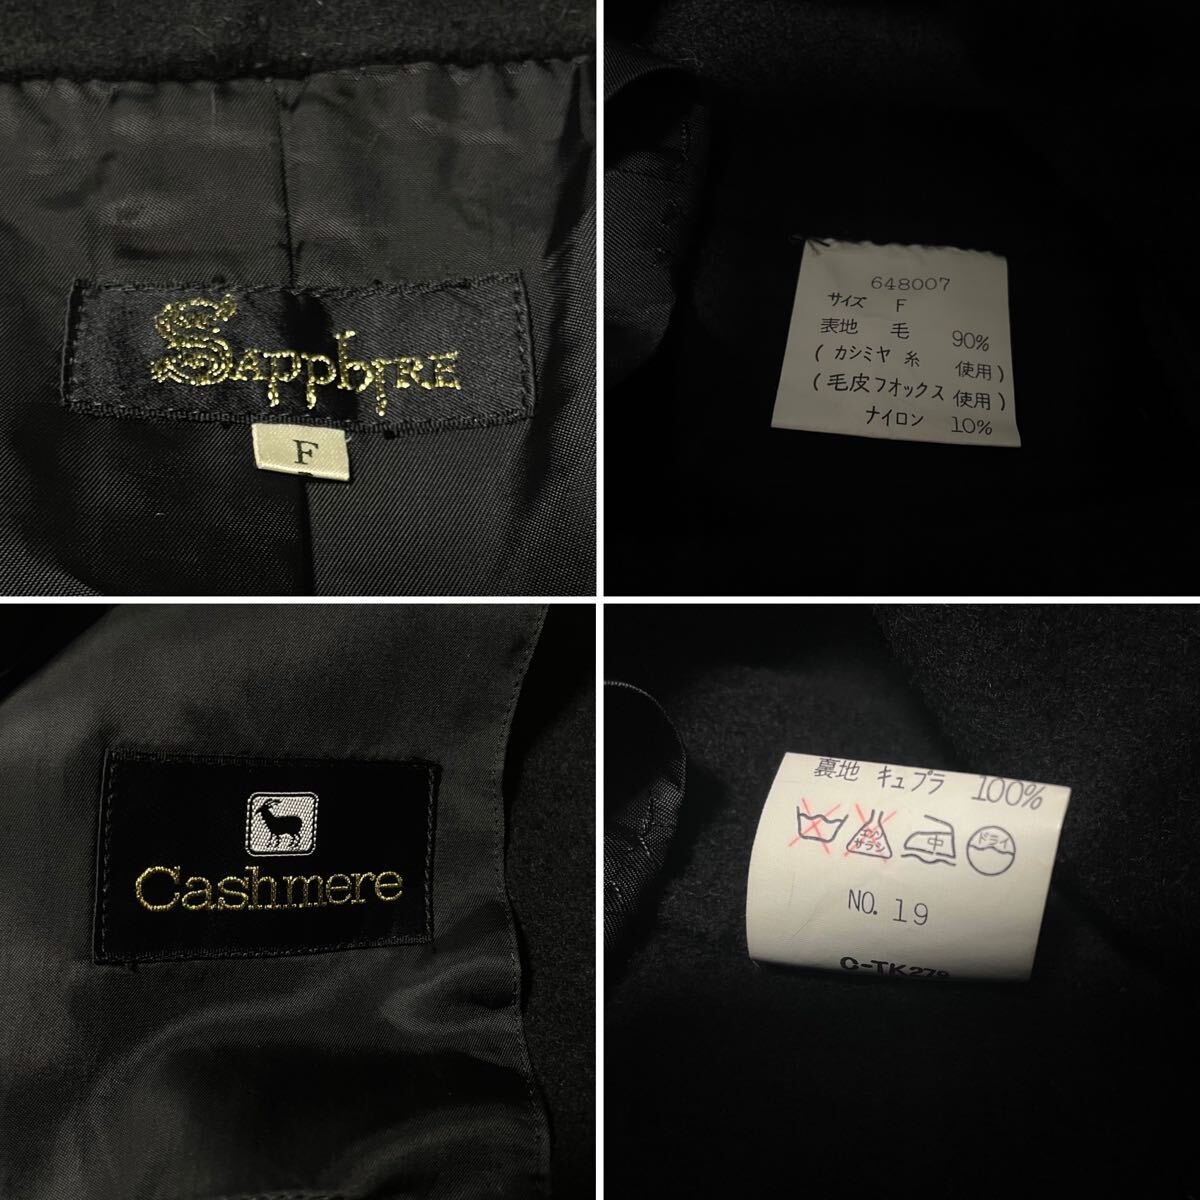 SapphIRE
F
648007
サイズ F
表地 毛 90%
(カシミヤ 糸 使用)
(毛皮フオックス 使用)
ナイロン 10%
Cashmere
裏地 キュプラ 100%
エンソ サラシ 中 ドライ
NO. 19